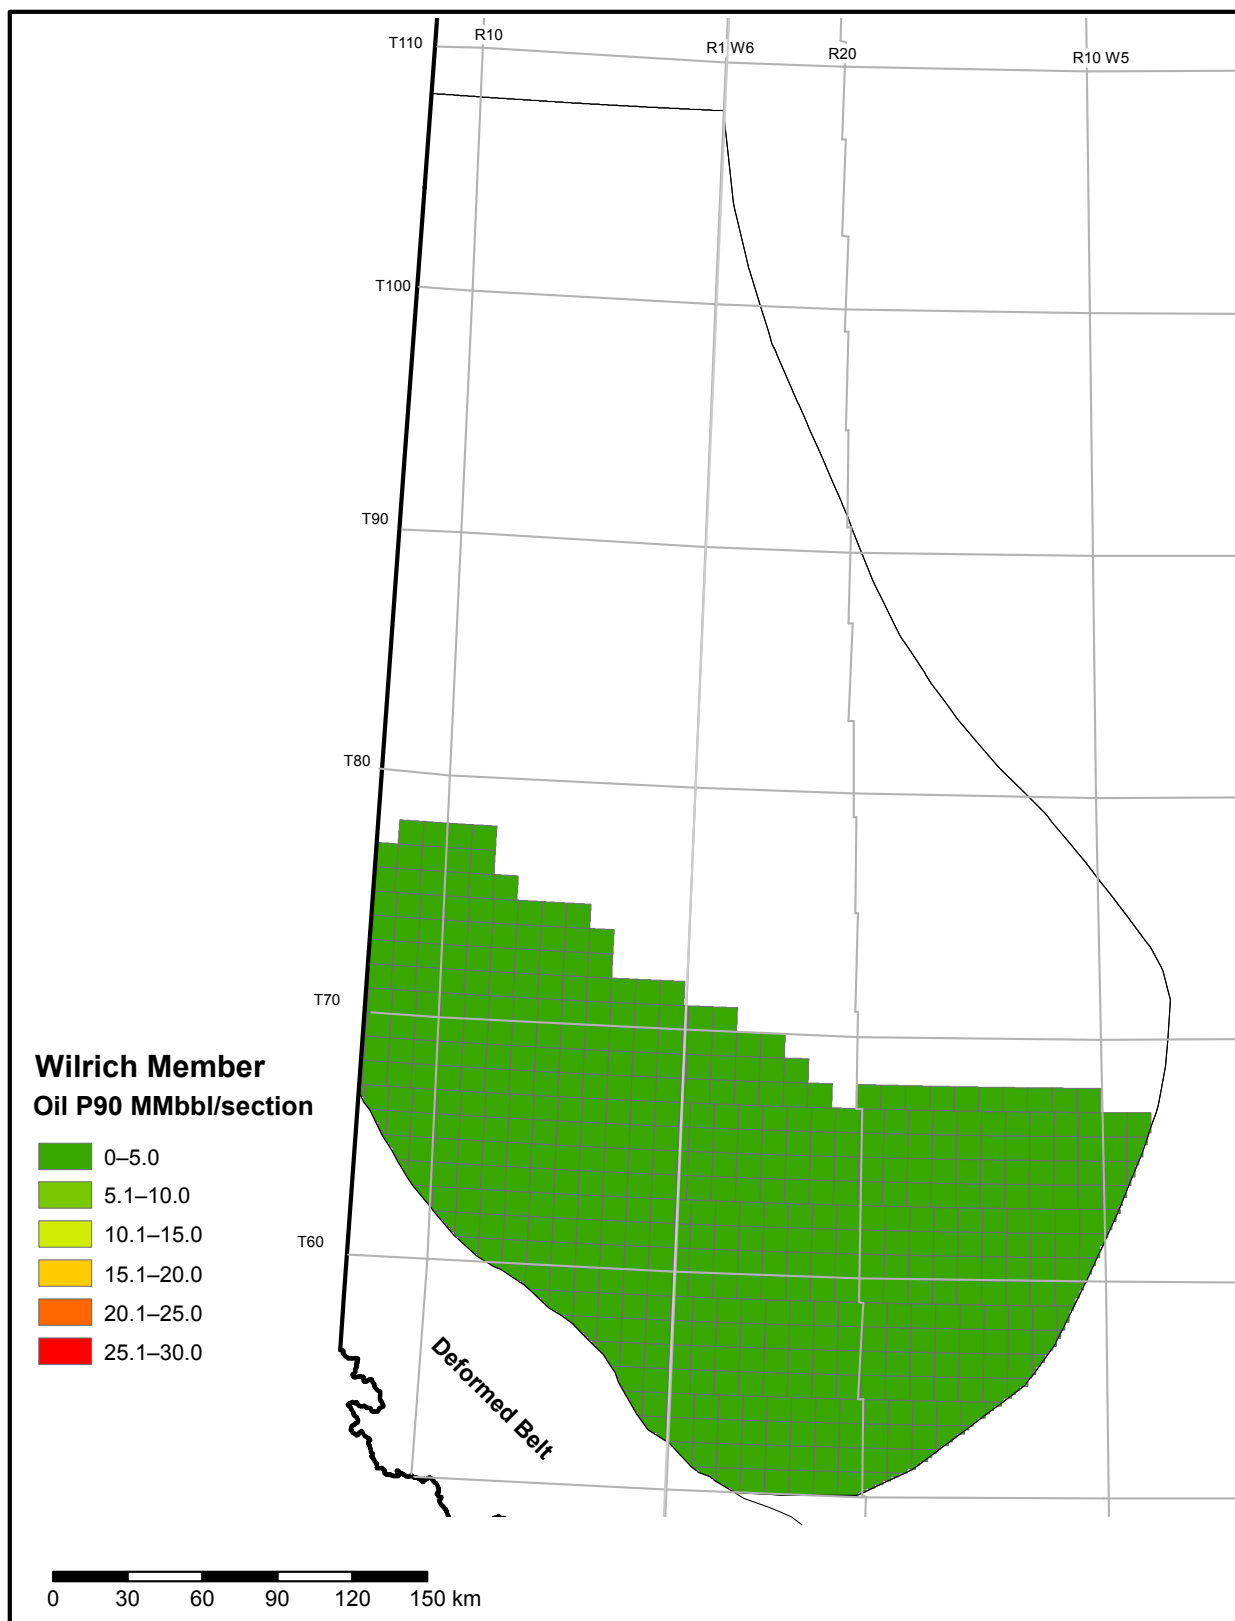 T110
R10
R1 W6
R20
R10 W5
T100
T90
T80
T70
Wilrich Member
Oil P90 MMbbl/section
0–5.0
5.1–10.0
10.1–15.0
15.1–20.0
20.1–25.0
25.1–30.0
T60
Deformed Belt
0 30 60 90 120 150 km